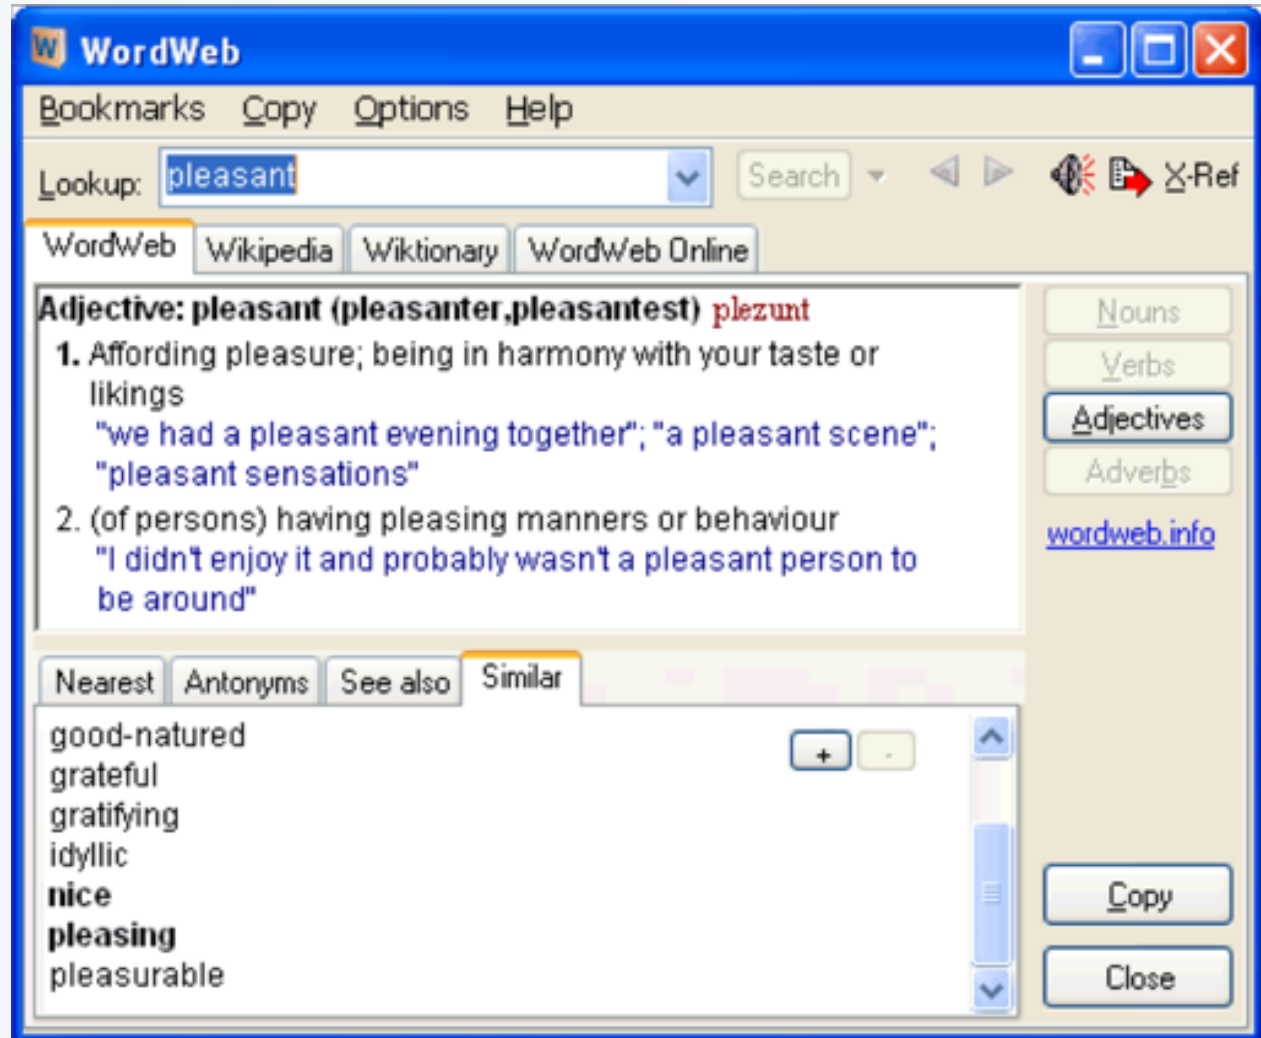 WordWeb
Bookmarks Copy Options Help
Lookup: pleasant Search X-Ref
WordWeb Wikipedia Wiktionary WordWeb Online
Adjective: pleasant (pleasanter,pleasantest) plezunt
1. Affording pleasure; being in harmony with your taste or
likings
"we had a pleasant evening together"; "a pleasant scene";
"pleasant sensations"
2. (of persons) having pleasing manners or behaviour
"I didn't enjoy it and probably wasn't a pleasant person to
be around"
Nouns
Verbs
Adjectives
Adverbs
wordweb.info
Nearest Antonyms See also Similar
good-natured
grateful
gratifying
idyllic
nice
pleasing
pleasurable
+ -
Copy
Close